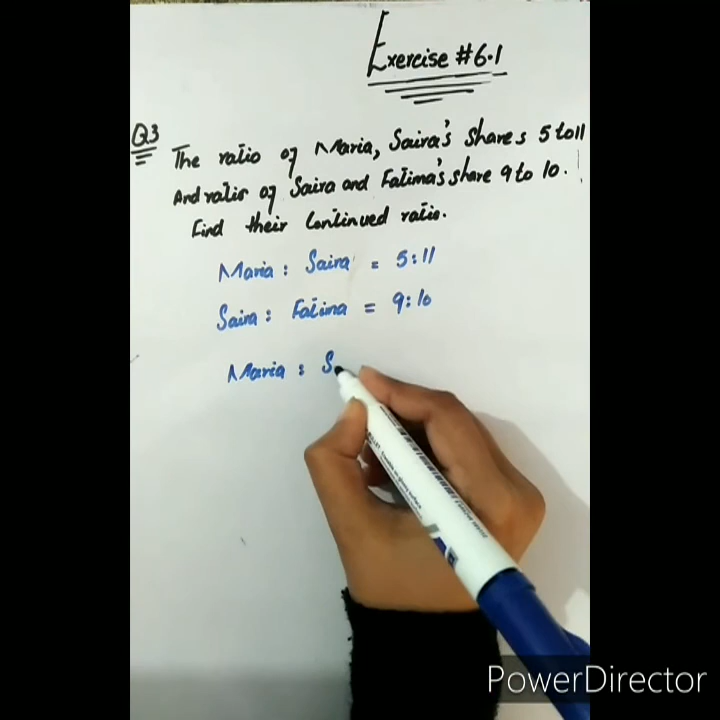 Exercise #6.1
Q3
The ratio of Maria, Saira's shares 5 to 11
And ratio of Saira and Fatima's share 9 to 10.
Find their Continued ratio.
Maria : Saira = 5:11
Saira : Fatima = 9:10
Maria : S
PowerDirector